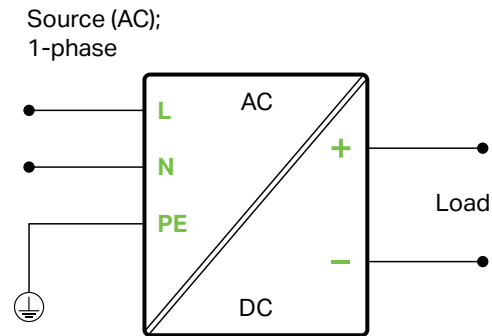 Source (AC);
1-phase
L
N
PE
AC
DC
+
−
Load